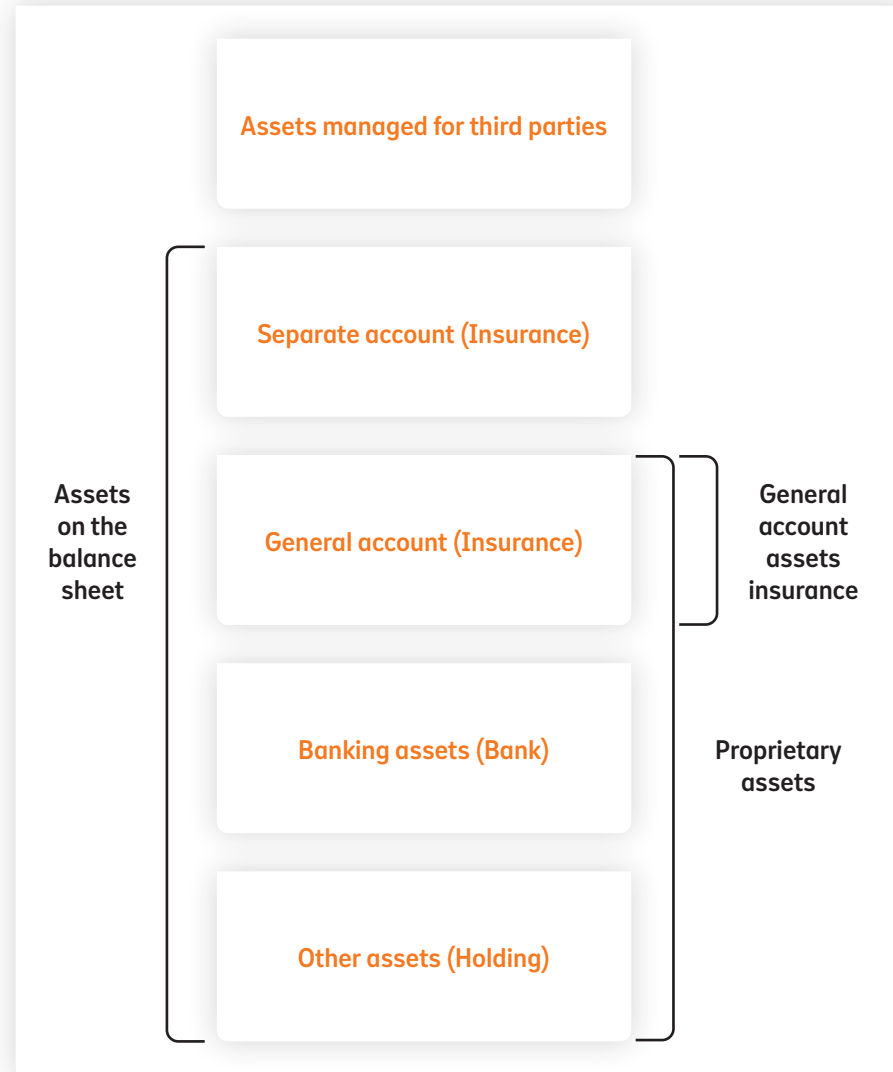 Assets managed for third parties
Separate account (Insurance)
Assets
on the
balance
sheet
General account (Insurance)
General
account
assets
insurance
Banking assets (Bank)
Proprietary
assets
Other assets (Holding)